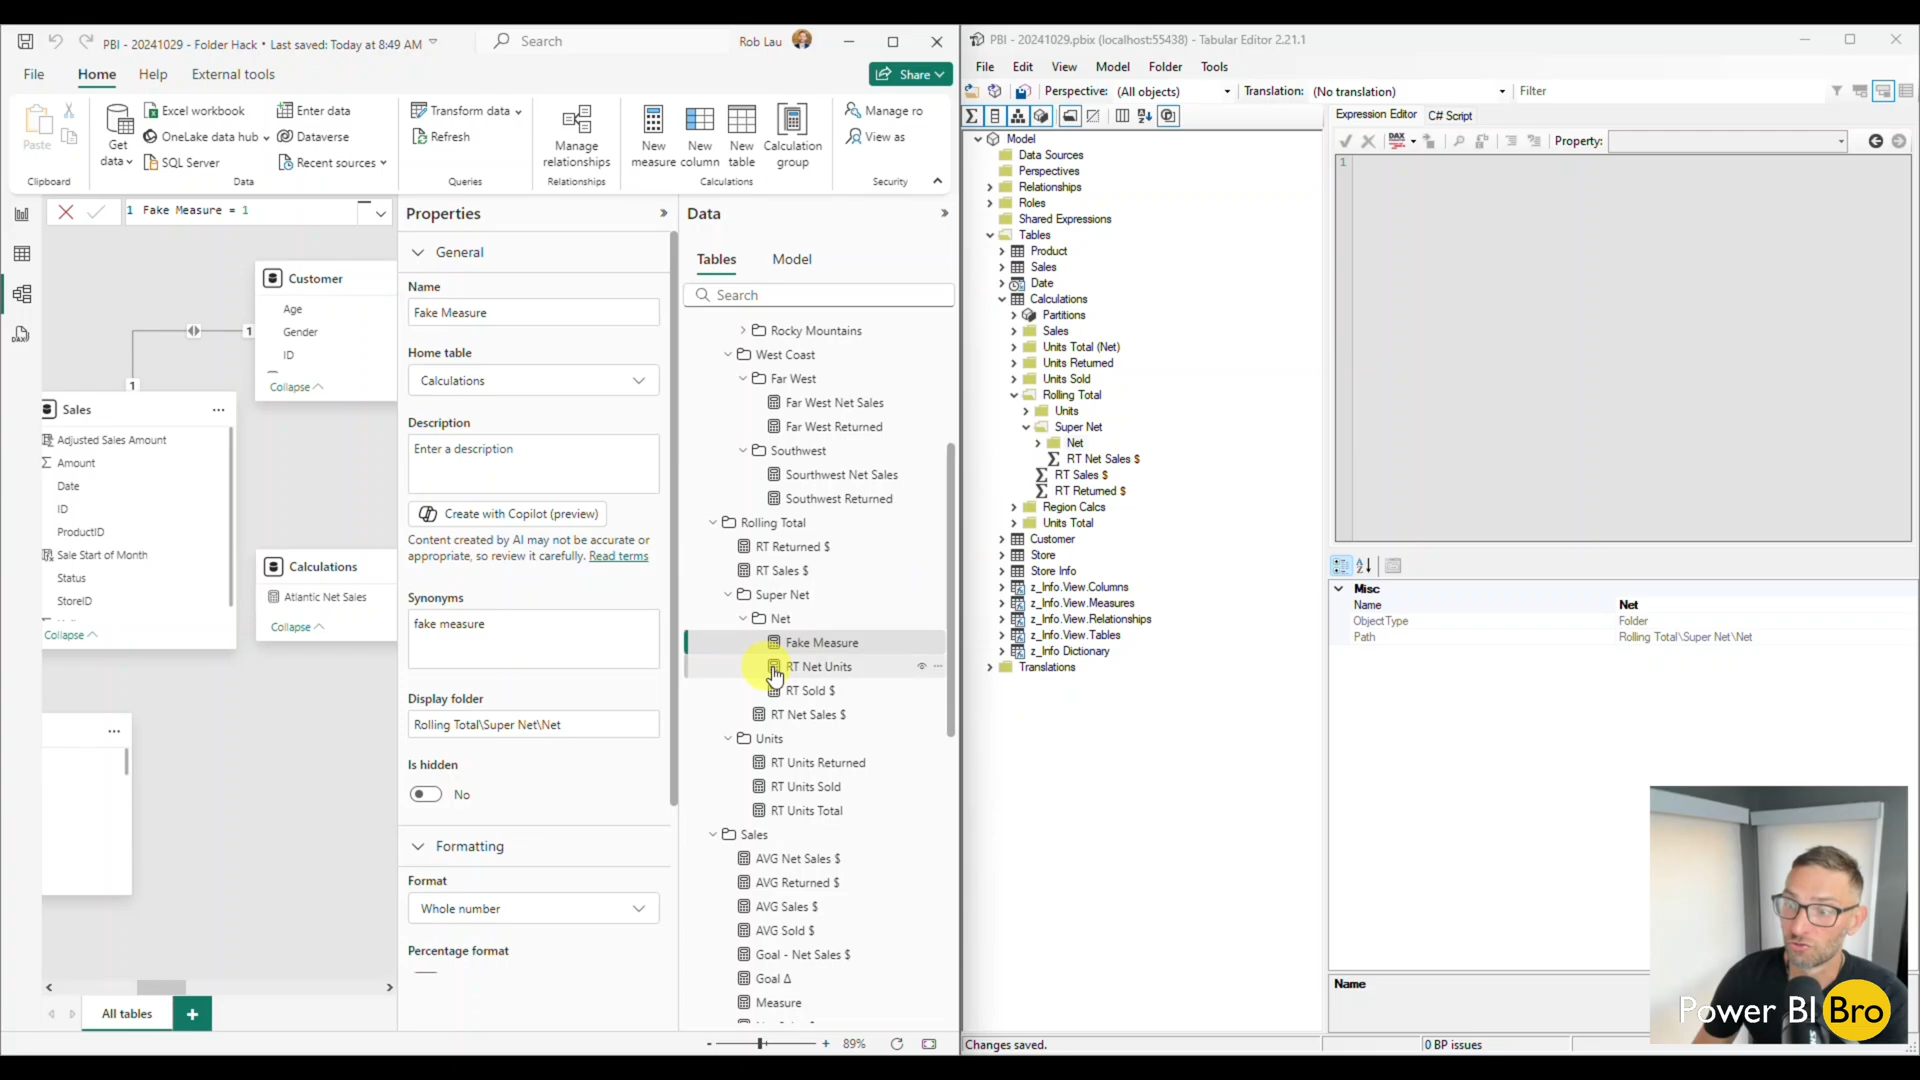 PBI - 20241029 - Folder Hack • Last saved: Today at 8:49 AM
Search
Rob Lau
File
Home
Help
External tools
Share
Paste
Clipboard
Get data
Excel workbook
OneLake data hub
SQL Server
Enter data
Dataverse
Recent sources
Data
Transform data
Refresh
Queries
Manage relationships
Relationships
New measure
New column
New table
Calculation group
Calculations
Manage ro
View as
Security
1 Fake Measure = 1
Customer
Age
Gender
ID
Collapse
1
1
Sales
Adjusted Sales Amount
Amount
Date
ID
ProductID
Sale Start of Month
Status
StoreID
Collapse
Calculations
Atlantic Net Sales
Collapse
All tables
Properties
General
Name
Fake Measure
Home table
Calculations
Description
Enter a description
Create with Copilot (preview)
Content created by AI may not be accurate or
appropriate, so review it carefully. Read terms
Synonyms
fake measure
Display folder
Rolling Total\Super Net\Net
Is hidden
No
Formatting
Format
Whole number
Percentage format
Data
Tables
Model
Search
Rocky Mountains
West Coast
Far West
Far West Net Sales
Far West Returned
Southwest
Sourthwest Net Sales
Southwest Returned
Rolling Total
RT Returned $
RT Sales $
Super Net
Net
Fake Measure
RT Net Units
RT Sold $
RT Net Sales $
Units
RT Units Returned
RT Units Sold
RT Units Total
Sales
AVG Net Sales $
AVG Returned $
AVG Sales $
AVG Sold $
Goal - Net Sales $
Goal Δ
Measure
89%
PBI - 20241029.pbix (localhost:55438) - Tabular Editor 2.21.1
File
Edit
View
Model
Folder
Tools
Perspective:
(All objects)
Translation:
(No translation)
Filter
Model
Data Sources
Perspectives
Relationships
Roles
Shared Expressions
Tables
Product
Sales
Date
Calculations
Partitions
Sales
Units Total (Net)
Units Returned
Units Sold
Rolling Total
Units
Super Net
Net
RT Net Sales $
RT Sales $
RT Returned $
Region Calcs
Units Total
Customer
Store
Store Info
z_Info.View.Columns
z_Info.View.Measures
z_Info.View.Relationships
z_Info.View.Tables
z_Info Dictionary
Translations
Expression Editor
C# Script
DAX
Property:
1
Misc
Name
Net
ObjectType
Folder
Path
Rolling Total\Super Net\Net
Name
Changes saved.
0 BP issues
Power BI Bro